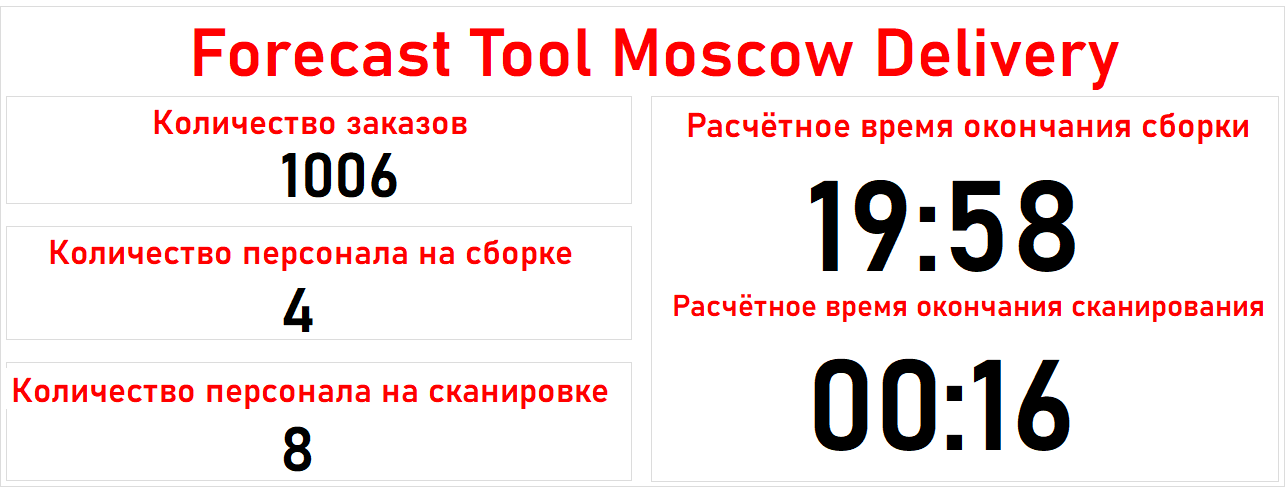 Forecast Tool Moscow Delivery
Количество заказов
1006
Количество персонала на сборке
4
Количество персонала на сканировке
8
Расчётное время окончания сборки
19:58
Расчётное время окончания сканирования
00:16